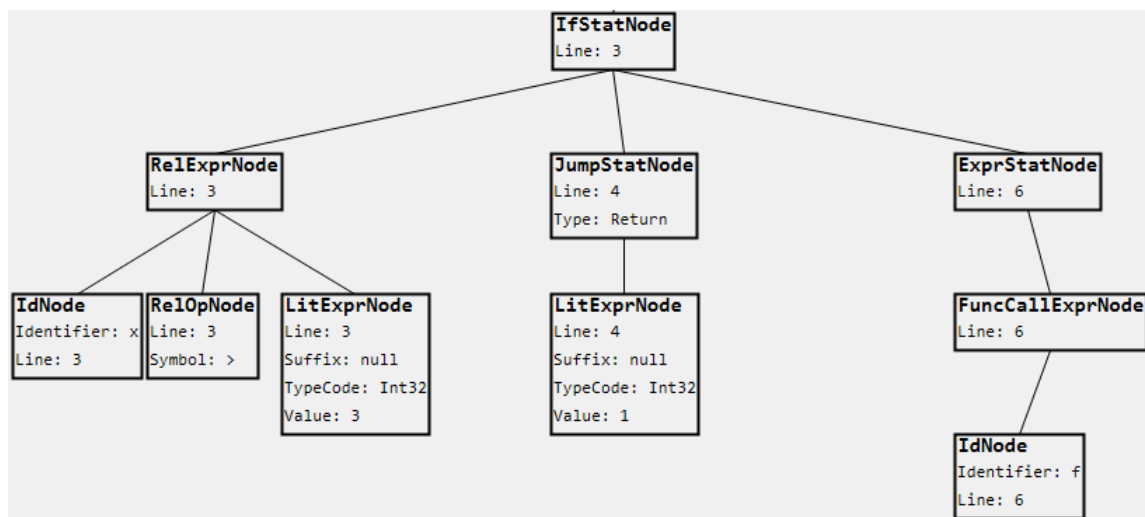 IfStatNode
Line: 3
RelExprNode
Line: 3
JumpStatNode
Line: 4
Type: Return
ExprStatNode
Line: 6
IdNode
Identifier: x
Line: 3
RelOpNode
Line: 3
Symbol: >
LitExprNode
Line: 3
Suffix: null
TypeCode: Int32
Value: 3
LitExprNode
Line: 4
Suffix: null
TypeCode: Int32
Value: 1
FuncCallExprNode
Line: 6
IdNode
Identifier: f
Line: 6